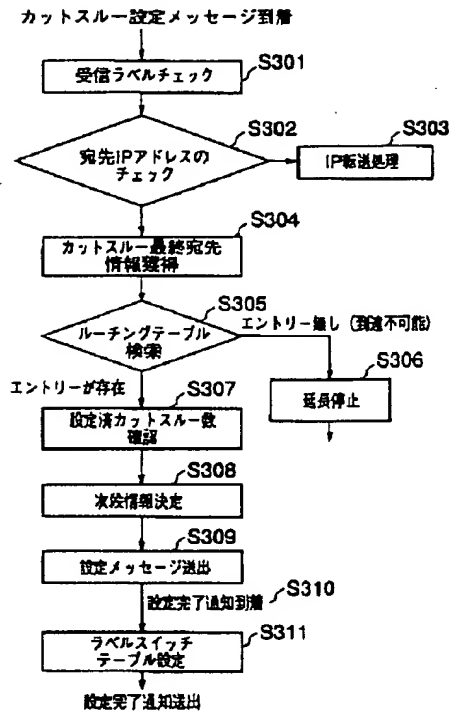 カットスルー設定メッセージ到着
受信ラベルチェック
S301
宛先IPアドレスの
チェック
S302
IP転送処理
S303
カットスルー最終宛先
情報獲得
S304
ルーチングテーブル
検索
S305
エントリー無し (到達不可能)
延長停止
S306
エントリーが存在
設定済カットスルー数
確認
S307
次段情報決定
S308
設定メッセージ送出
S309
設定完了通知到着
S310
ラベルスイッチ
テーブル設定
S311
設定完了通知送出